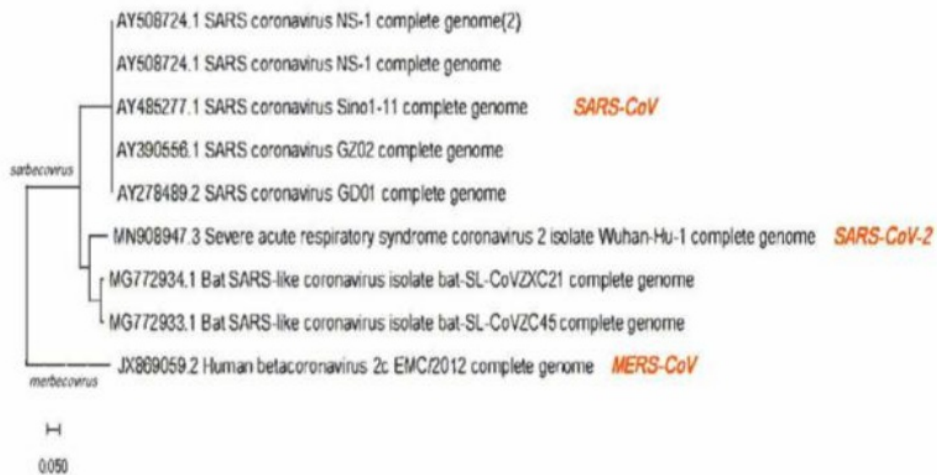 AY508724.1 SARS coronavirus NS-1 complete genome(2)
AY508724.1 SARS coronavirus NS-1 complete genome
AY485277.1 SARS coronavirus Sino1-11 complete genome SARS-CoV
AY390556.1 SARS coronavirus GZ02 complete genome
sarbecovirus
AY278489.2 SARS coronavirus GD01 complete genome
MN908947.3 Severe acute respiratory syndrome coronavirus 2 isolate Wuhan-Hu-1 complete genome SARS-CoV-2
MG772934.1 Bat SARS-like coronavirus isolate bat-SL-CoVZXC21 complete genome
MG772933.1 Bat SARS-like coronavirus isolate bat-SL-CoVZC45 complete genome
JX869059.2 Human betacoronavirus 2c EMC/2012 complete genome MERS-CoV
merbecovirus
0.050